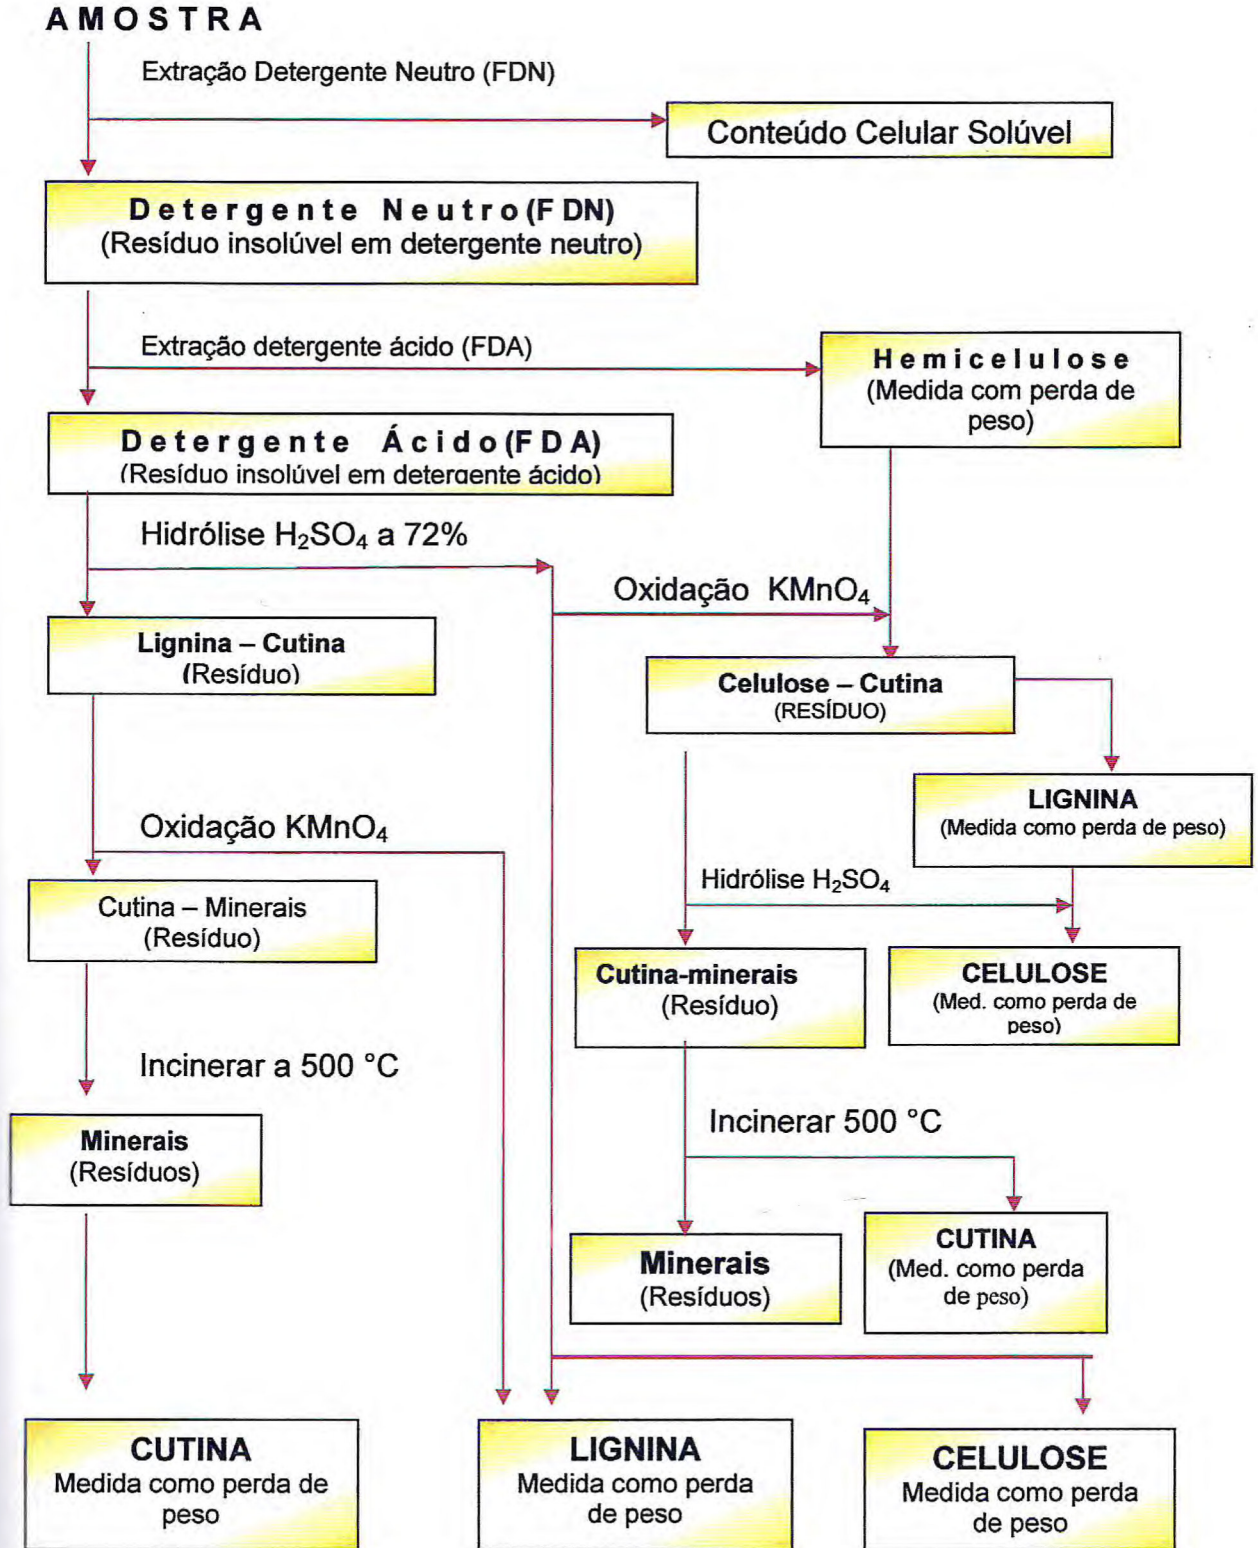 A M O S T R A
Extração Detergente Neutro (FDN)
Conteúdo Celular Solúvel
Detergente Neutro(F DN)
(Resíduo insolúvel em detergente neutro)
Extração detergente ácido (FDA)
Hemicelulose
(Medida com perda de
peso)
Detergente Ácido(F D A)
(Resíduo insolúvel em detergente ácido)
Hidrólise H₂SO₄ a 72%
Oxidação KMnO₄
Lignina – Cutina
(Resíduo)
Celulose – Cutina
(RESÍDUO)
LIGNINA
(Medida como perda de peso)
Oxidação KMnO₄
Hidrólise H₂SO₄
Cutina – Minerais
(Resíduo)
Cutina-minerais
(Resíduo)
CELULOSE
(Med. como perda de
peso)
Incinerar a 500 °C
Incinerar 500 °C
Minerais
(Resíduos)
Minerais
(Resíduos)
CUTINA
(Med. como perda
de peso)
CUTINA
Medida como perda de
peso
LIGNINA
Medida como perda
de peso
CELULOSE
Medida como perda
de peso